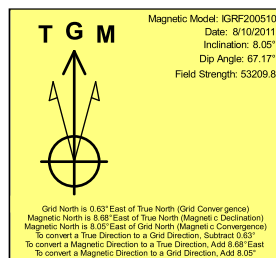 Magnetic Model: IGRF200510
Date: 8/10/2011
Inclination: 8.05°
Dip Angle: 67.17°
Field Strength: 53209.8
T G M
Grid North is 0.63° East of True North (Grid Convergence)
Magnetic North is 8.68° East of True North (Magnetic Declination)
Magnetic North is 8.05° East of Grid North (Magnetic Convergence)
To convert a True Direction to a Grid Direction, Subtract 0.63°
To convert a Magnetic Direction to a True Direction, Add 8.68° East
To convert a Magnetic Direction to a Grid Direction, Add 8.05°